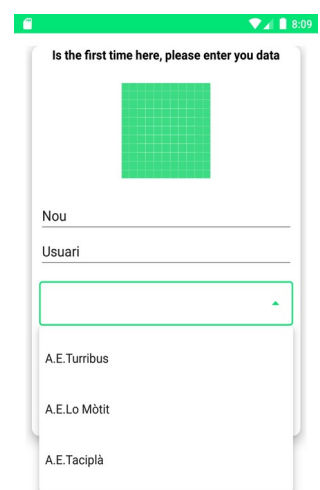 8:09
Is the first time here, please enter you data
Nou
Usuari
A.E.Turribus
A.E.Lo Mòtit
A.E.Taciplà